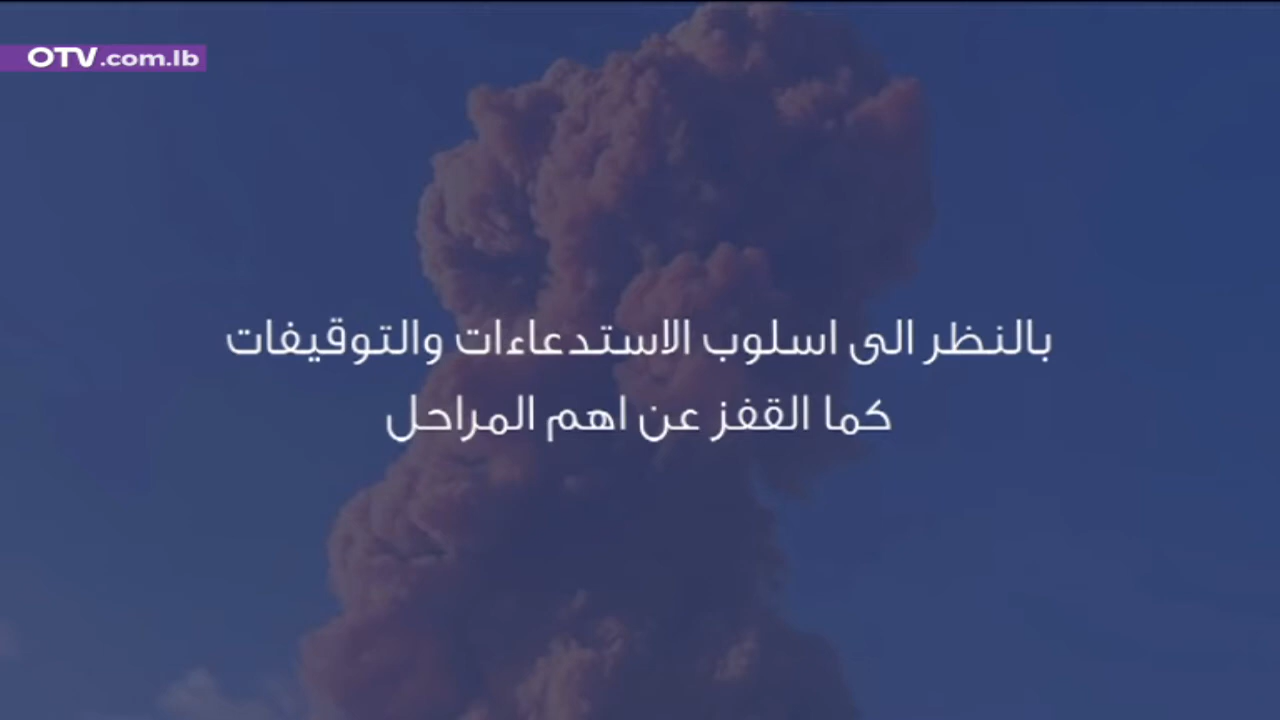 OTV.com.lb
بالنظر الى اسلوب الاستدعاءات والتوقيفات
كما القفز عن اهم المراحل